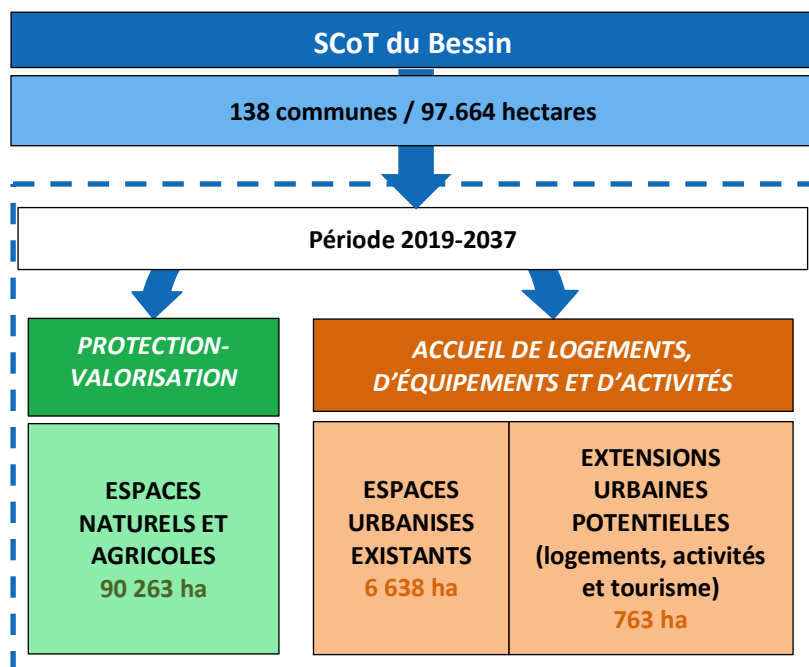 SCoT du Bessin
138 communes / 97.664 hectares
Période 2019-2037
PROTECTION-
VALORISATION
ACCUEIL DE LOGEMENTS,
D'ÉQUIPEMENTS ET D'ACTIVITÉS
ESPACES
NATURELS ET
AGRICOLES
90 263 ha
ESPACES
URBANISES
EXISTANTS
6 638 ha
EXTENSIONS
URBAINES
POTENTIELLES
(logements, activités
et tourisme)
763 ha